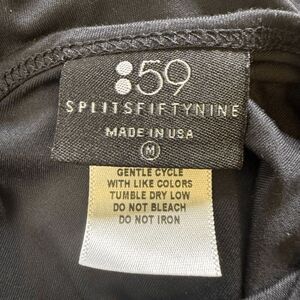 :59
SPLITSFIFTYNINE
MADE IN USA
M
GENTLE CYCLE
WITH LIKE COLORS
TUMBLE DRY LOW
DO NOT BLEACH
DO NOT IRON